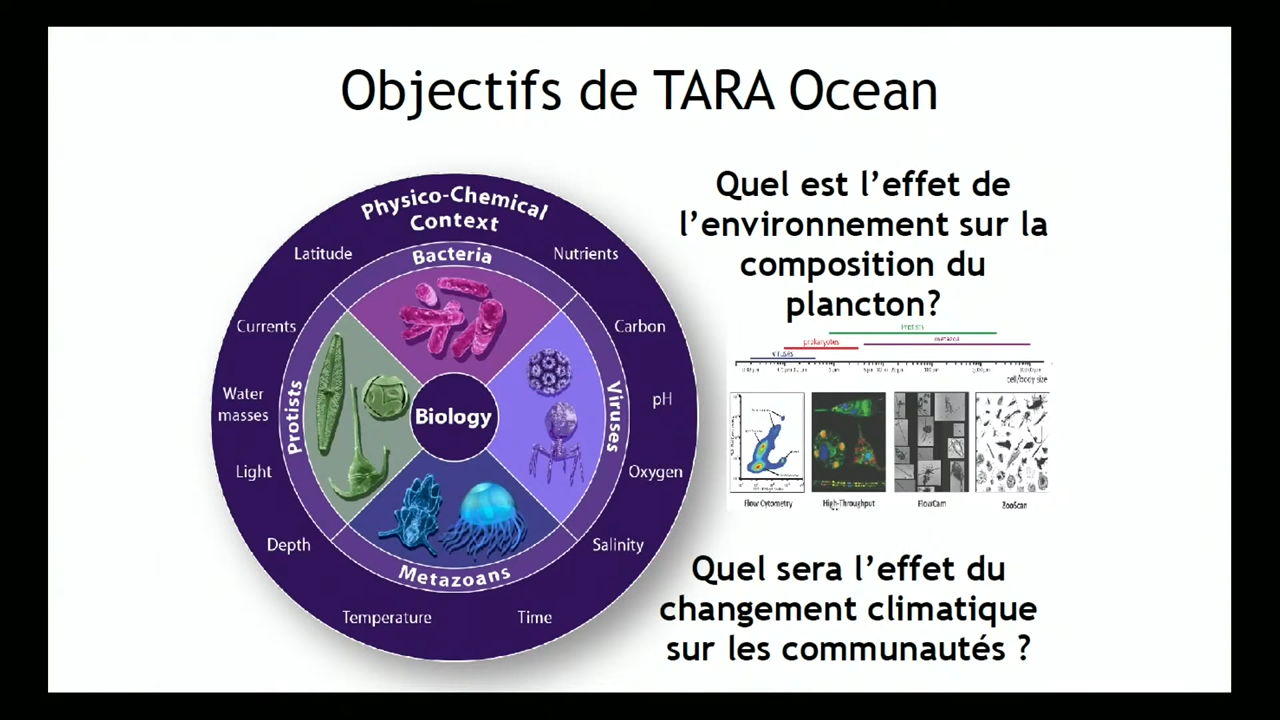 Objectifs de TARA Ocean
Physico-Chemical
Context
Latitude
Nutrients
Bacteria
Currents
Carbon
Water
masses
Protists
Biology
Viruses
pH
Light
Oxygen
Depth
Salinity
Metazoans
Temperature
Time
Quel est l’effet de
l’environnement sur la
composition du
plancton?
Protists
prokaryotes
metazoa
viruses
cell/body size
Flow Cytometry
High-Throughput
FlowCam
ZooScan
Quel sera l’effet du
changement climatique
sur les communautés ?